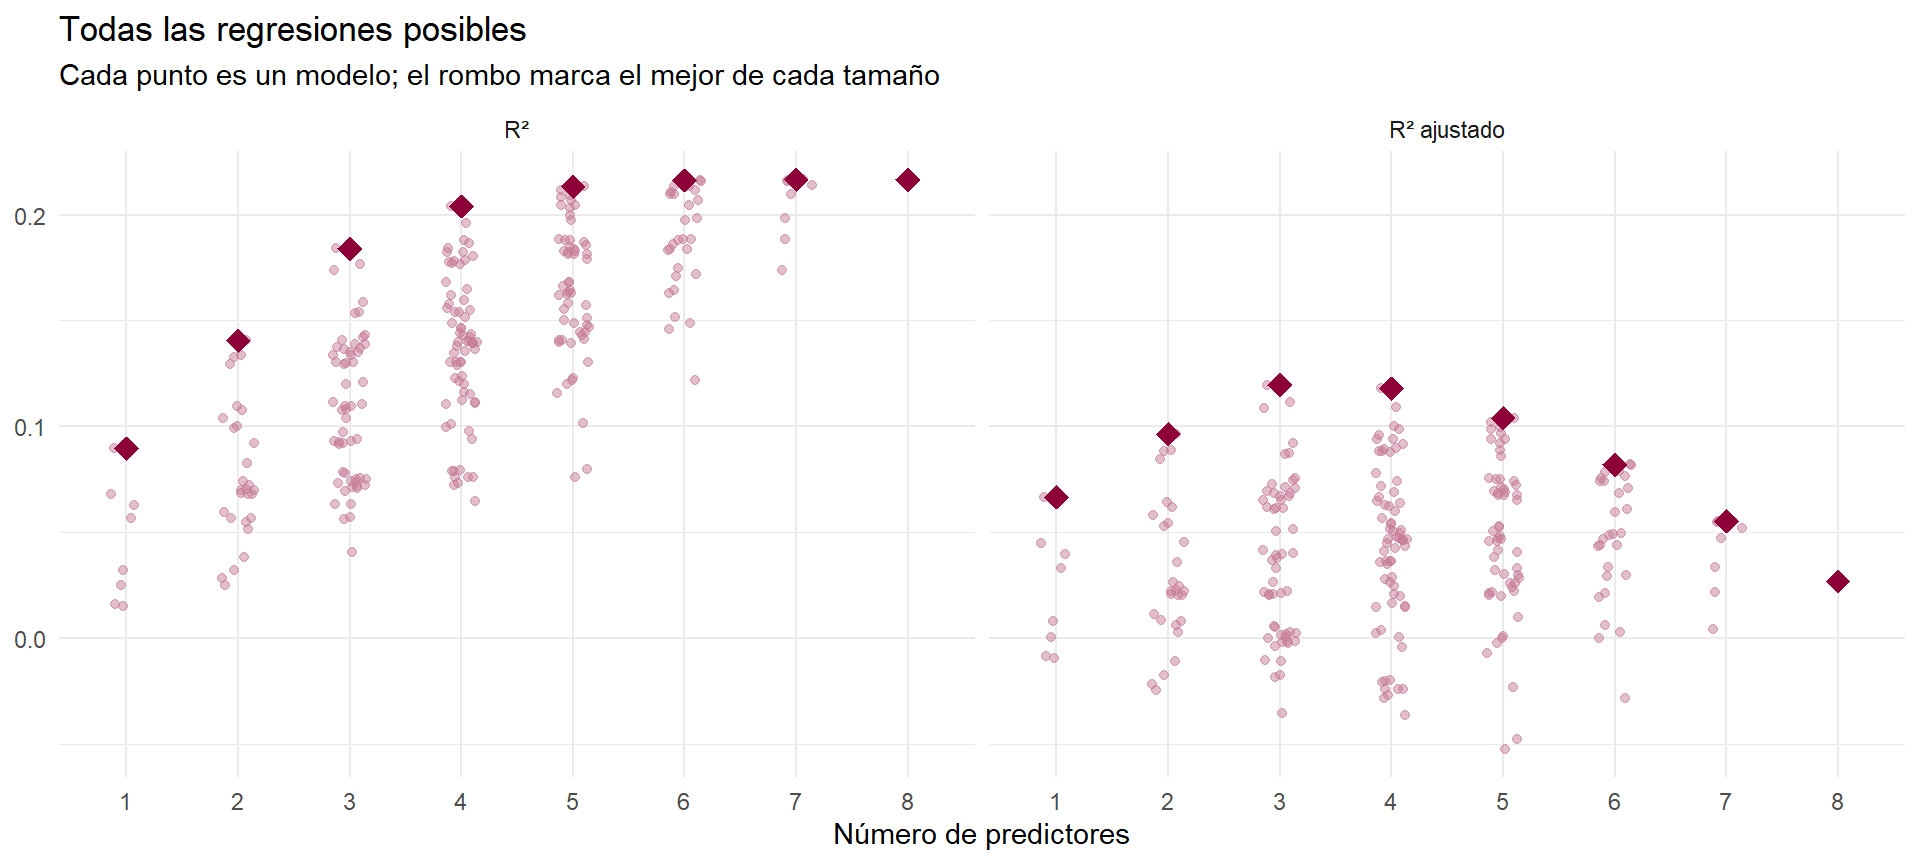 Todas las regresiones posibles
Cada punto es un modelo; el rombo marca el mejor de cada tamaño
R² R² ajustado
0.2
0.1
0.0
1 2 3 4 5 6 7 8 1 2 3 4 5 6 7 8
Número de predictores